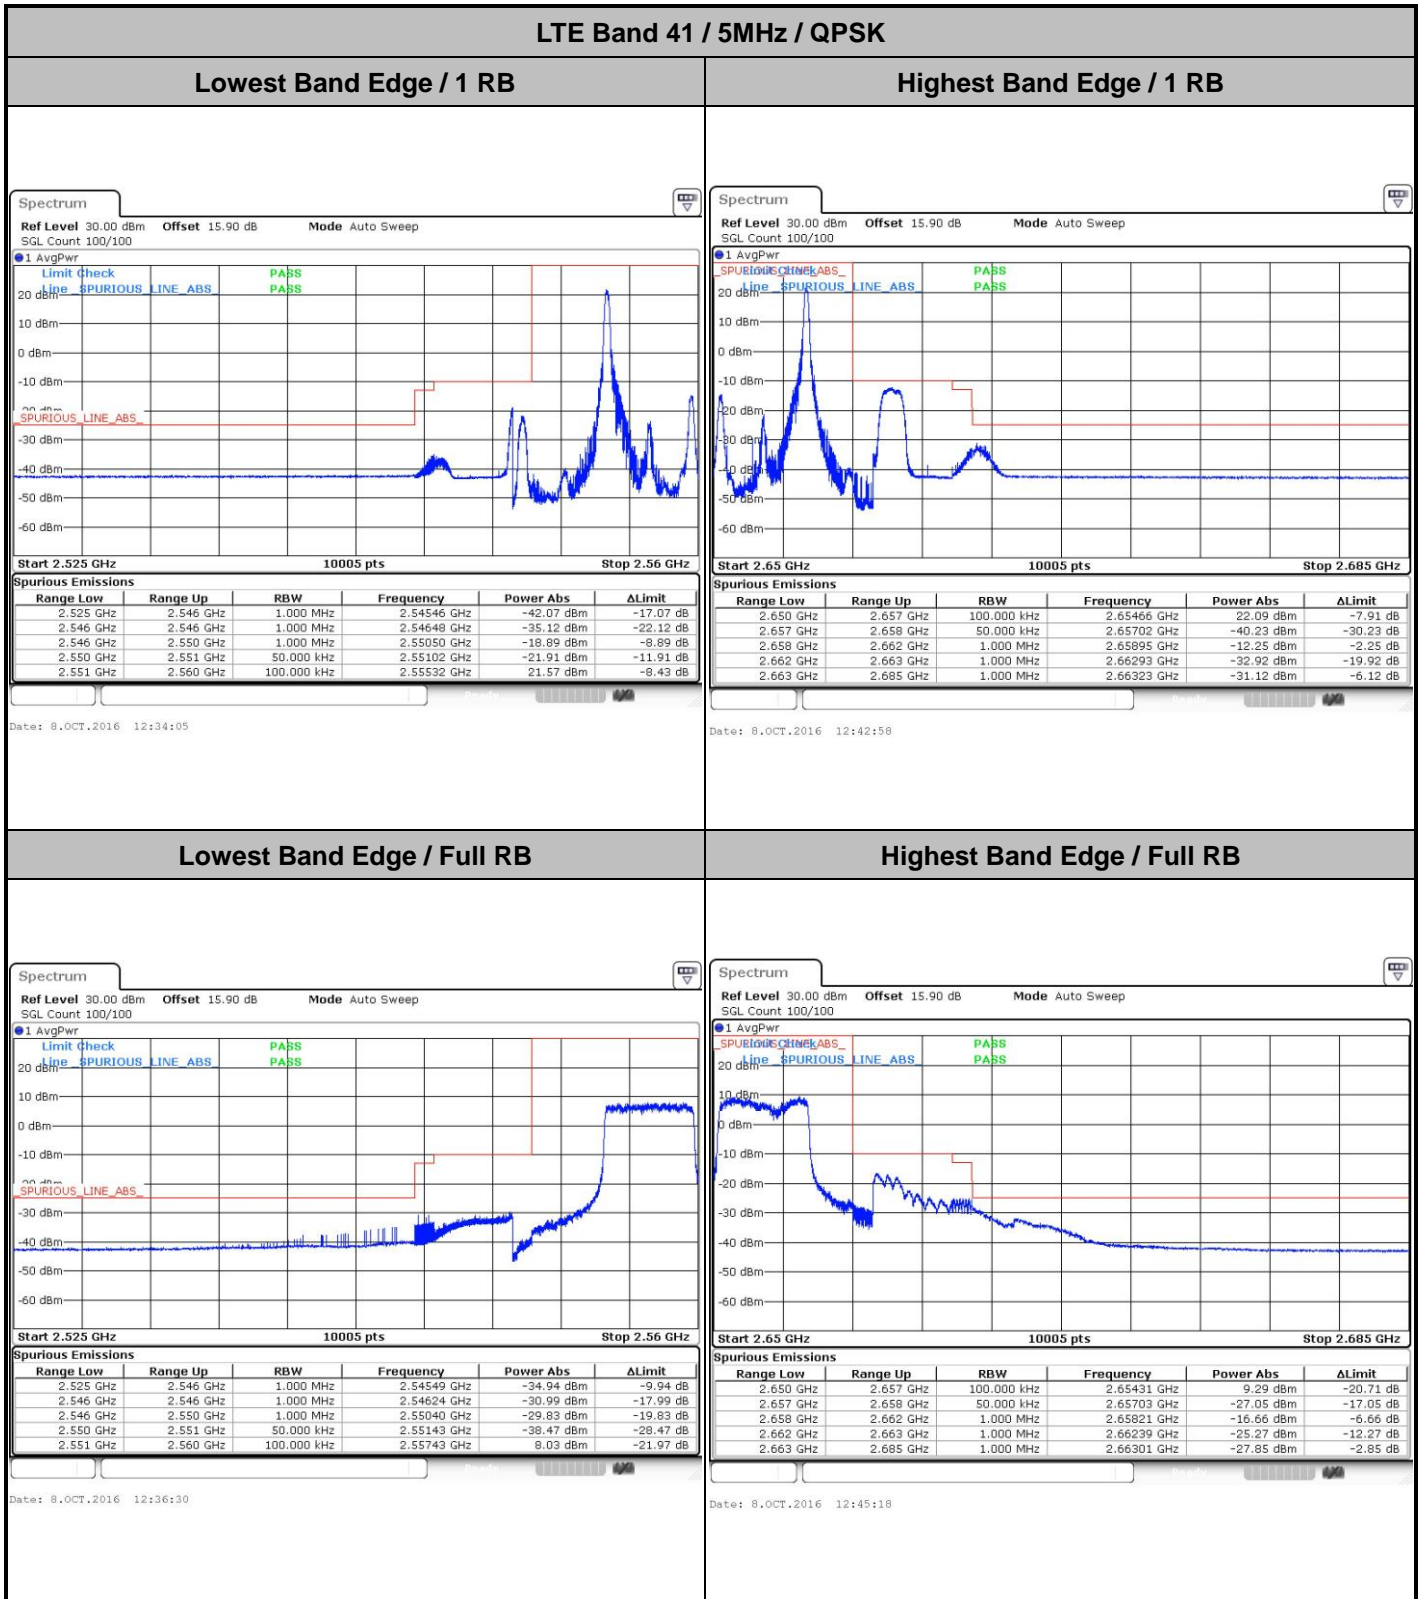 LTE Band 41 / 5MHz / QPSK
Lowest Band Edge / 1 RB
Highest Band Edge / 1 RB
Spectrum
Ref Level 30.00 dBm Offset 15.90 dB Mode Auto Sweep
SGL Count 100/100
1 AvgPwr
Limit Check PASS
Line _SPURIOUS_LINE_ABS_ PASS
20 dBm
10 dBm
0 dBm
-10 dBm
_SPURIOUS_LINE_ABS_
-30 dBm
-40 dBm
-50 dBm
-60 dBm
Start 2.525 GHz 10005 pts Stop 2.56 GHz
Spurious Emissions
Range Low Range Up RBW Frequency Power Abs ΔLimit
2.525 GHz 2.546 GHz 1.000 MHz 2.54546 GHz -42.07 dBm -17.07 dB
2.546 GHz 2.546 GHz 1.000 MHz 2.54648 GHz -35.12 dBm -22.12 dB
2.546 GHz 2.550 GHz 1.000 MHz 2.55050 GHz -18.89 dBm -8.89 dB
2.550 GHz 2.551 GHz 50.000 kHz 2.55102 GHz -21.91 dBm -11.91 dB
2.551 GHz 2.560 GHz 100.000 kHz 2.55532 GHz 21.57 dBm -8.43 dB
Ready
Date: 8.OCT.2016 12:34:05
Spectrum
Ref Level 30.00 dBm Offset 15.90 dB Mode Auto Sweep
SGL Count 100/100
1 AvgPwr
_SPURIOUS_LINE_ABS_
Limit Check PASS
Line _SPURIOUS_LINE_ABS_ PASS
20 dBm
10 dBm
0 dBm
-10 dBm
-20 dBm
-30 dBm
-40 dBm
-50 dBm
-60 dBm
Start 2.65 GHz 10005 pts Stop 2.685 GHz
Spurious Emissions
Range Low Range Up RBW Frequency Power Abs ΔLimit
2.650 GHz 2.657 GHz 100.000 kHz 2.65466 GHz 22.09 dBm -7.91 dB
2.657 GHz 2.658 GHz 50.000 kHz 2.65702 GHz -40.23 dBm -30.23 dB
2.658 GHz 2.662 GHz 1.000 MHz 2.65895 GHz -12.25 dBm -2.25 dB
2.662 GHz 2.663 GHz 1.000 MHz 2.66293 GHz -32.92 dBm -19.92 dB
2.663 GHz 2.685 GHz 1.000 MHz 2.66323 GHz -31.12 dBm -6.12 dB
Ready
Date: 8.OCT.2016 12:42:58
Lowest Band Edge / Full RB
Highest Band Edge / Full RB
Spectrum
Ref Level 30.00 dBm Offset 15.90 dB Mode Auto Sweep
SGL Count 100/100
1 AvgPwr
Limit Check PASS
Line _SPURIOUS_LINE_ABS_ PASS
20 dBm
10 dBm
0 dBm
-10 dBm
_SPURIOUS_LINE_ABS_
-30 dBm
-40 dBm
-50 dBm
-60 dBm
Start 2.525 GHz 10005 pts Stop 2.56 GHz
Spurious Emissions
Range Low Range Up RBW Frequency Power Abs ΔLimit
2.525 GHz 2.546 GHz 1.000 MHz 2.54549 GHz -34.94 dBm -9.94 dB
2.546 GHz 2.546 GHz 1.000 MHz 2.54624 GHz -30.99 dBm -17.99 dB
2.546 GHz 2.550 GHz 1.000 MHz 2.55040 GHz -29.83 dBm -19.83 dB
2.550 GHz 2.551 GHz 50.000 kHz 2.55143 GHz -38.47 dBm -28.47 dB
2.551 GHz 2.560 GHz 100.000 kHz 2.55743 GHz 8.03 dBm -21.97 dB
Ready
Date: 8.OCT.2016 12:36:30
Spectrum
Ref Level 30.00 dBm Offset 15.90 dB Mode Auto Sweep
SGL Count 100/100
1 AvgPwr
_SPURIOUS_LINE_ABS_
Limit Check PASS
Line _SPURIOUS_LINE_ABS_ PASS
20 dBm
10 dBm
0 dBm
-10 dBm
-20 dBm
-30 dBm
-40 dBm
-50 dBm
-60 dBm
Start 2.65 GHz 10005 pts Stop 2.685 GHz
Spurious Emissions
Range Low Range Up RBW Frequency Power Abs ΔLimit
2.650 GHz 2.657 GHz 100.000 kHz 2.65431 GHz 9.29 dBm -20.71 dB
2.657 GHz 2.658 GHz 50.000 kHz 2.65703 GHz -27.05 dBm -17.05 dB
2.658 GHz 2.662 GHz 1.000 MHz 2.65821 GHz -16.66 dBm -6.66 dB
2.662 GHz 2.663 GHz 1.000 MHz 2.66239 GHz -25.27 dBm -12.27 dB
2.663 GHz 2.685 GHz 1.000 MHz 2.66301 GHz -27.85 dBm -2.85 dB
Ready
Date: 8.OCT.2016 12:45:18